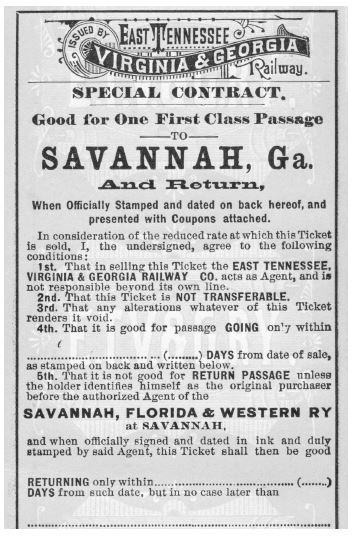 ISSUED BY
EAST TENNESSEE
VIRGINIA & GEORGIA
Railway.
SPECIAL CONTRACT.
Good for One First Class Passage
TO
SAVANNAH, Ga.
And Return,
When Officially Stamped and dated on back hereof, and
presented with Coupons attached.
In consideration of the reduced rate at which this Ticket
is sold, I, the undersigned, agree to the following
conditions:
1st. That in selling this Ticket the EAST TENNESSEE,
VIRGINIA & GEORGIA RAILWAY CO. acts as Agent, and is
not responsible beyond its own line.
2nd. That this Ticket is NOT TRANSFERABLE.
3rd. That any alterations whatever of this Ticket
renders it void.
4th. That it is good for passage GOING on'y within
(........) DAYS from date of sale,
as stamped on back and written below.
5th. That it is not good for RETURN PASSAGE unless
the holder identifies himself as the original purchaser
before the authorized Agent of the
SAVANNAH, FLORIDA & WESTERN RY
at SAVANNAH,
and when officially signed and dated in ink and duly
stamped by said Agent, this Ticket shall then be good
RETURNING only within........................... (......)
DAYS from such date, but in no case later than